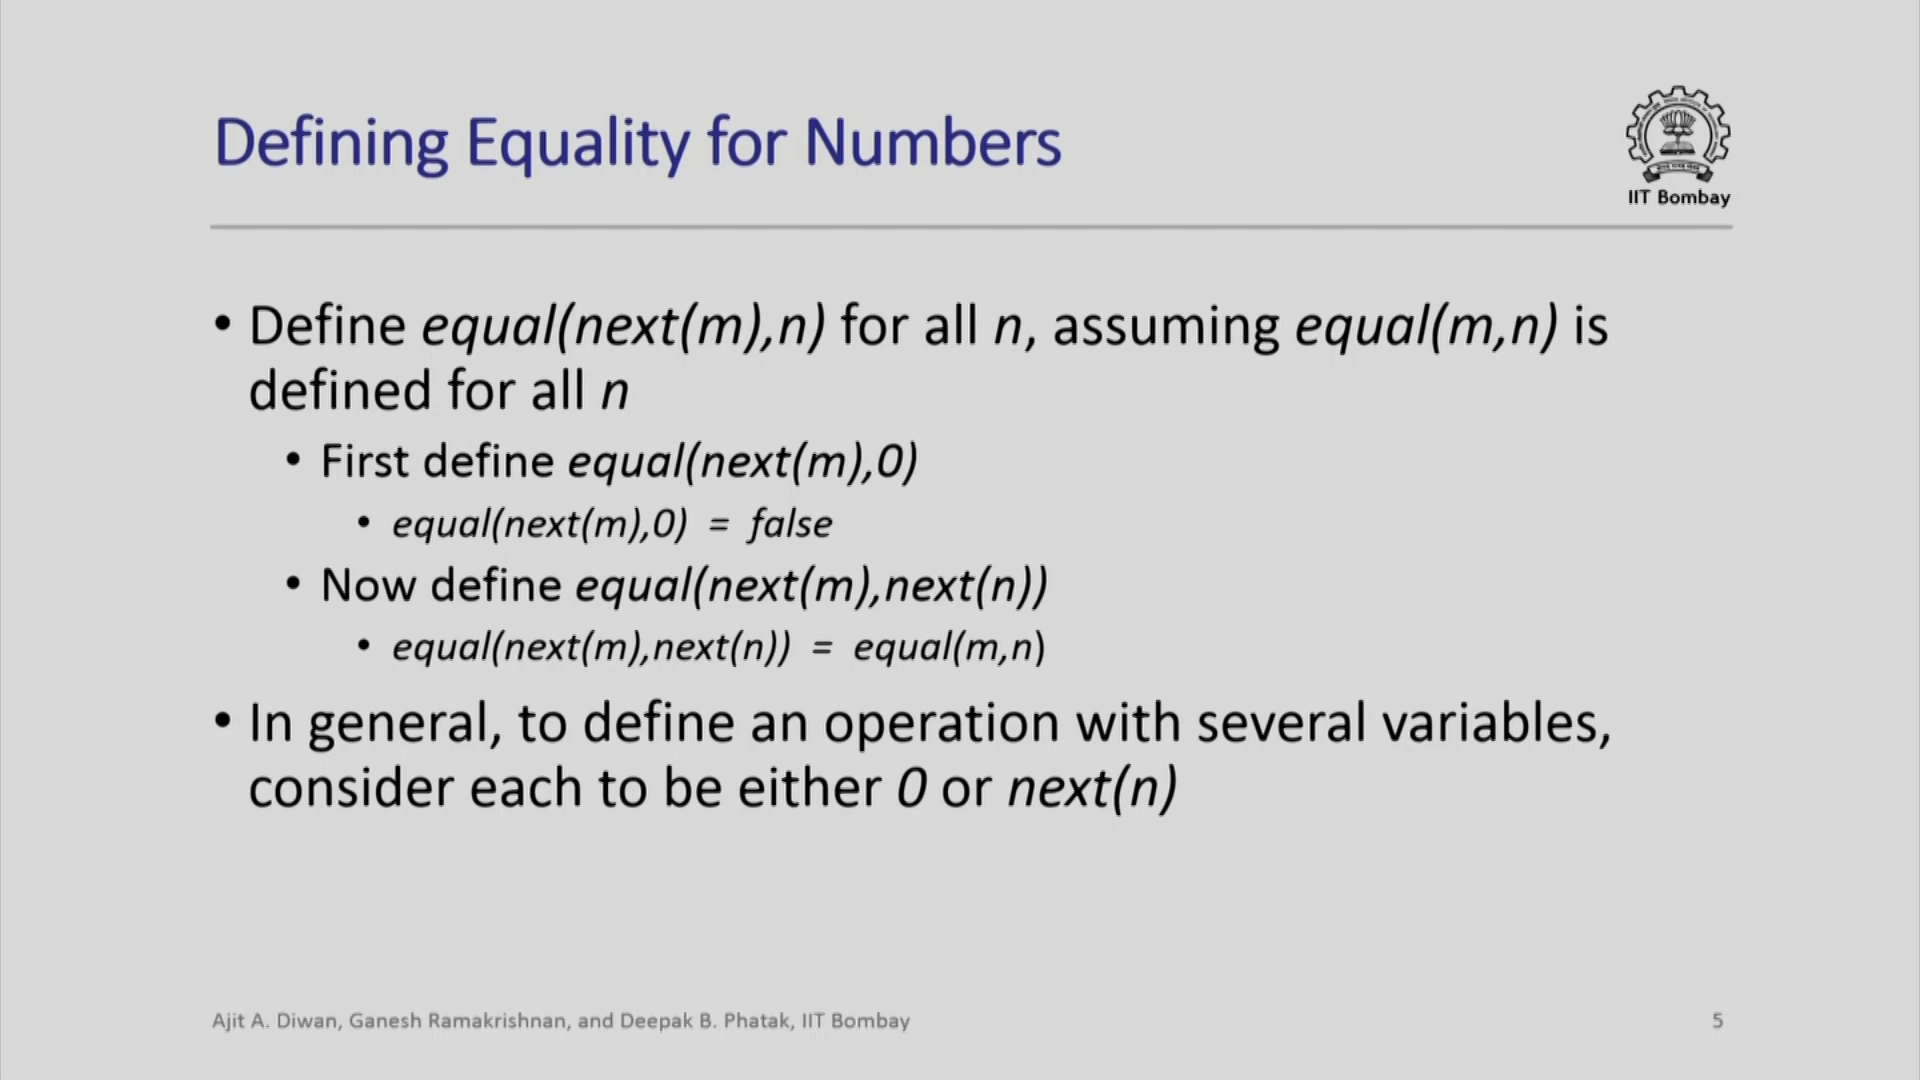 Defining Equality for Numbers
IIT Bombay
• Define equal(next(m),n) for all n, assuming equal(m,n) is
defined for all n
• First define equal(next(m),0)
• equal(next(m),0) = false
• Now define equal(next(m),next(n))
• equal(next(m),next(n)) = equal(m,n)
• In general, to define an operation with several variables,
consider each to be either 0 or next(n)
Ajit A. Diwan, Ganesh Ramakrishnan, and Deepak B. Phatak, IIT Bombay
5